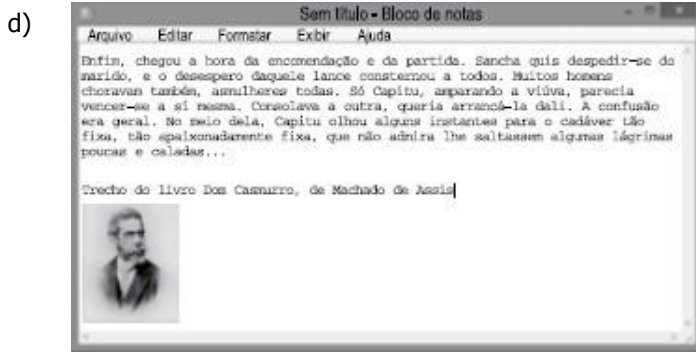 d)
Sem título - Bloco de notas
Arquivo Editar Formatar Exibir Ajuda
Enfim, chegou a hora da encomendação e da partida. Sancha quis despedir-se do
marido, e o desespero daquele lance consternou a todos. Muitos homens
choravam também, asmulheres todas. Só Capitu, amparando a viúva, parecia
vencer-se a si mesma. Consolava a outra, queria arrancá-la dali. A confusão
era geral. No meio dela, Capitu olhou alguns instantes para o cadáver tão
fixa, tão apaixonadamente fixa, que não admira lhe saltassem algumas lágrimas
poucas e caladas...
Trecho do livro Dom Casmurro, de Machado de Assis